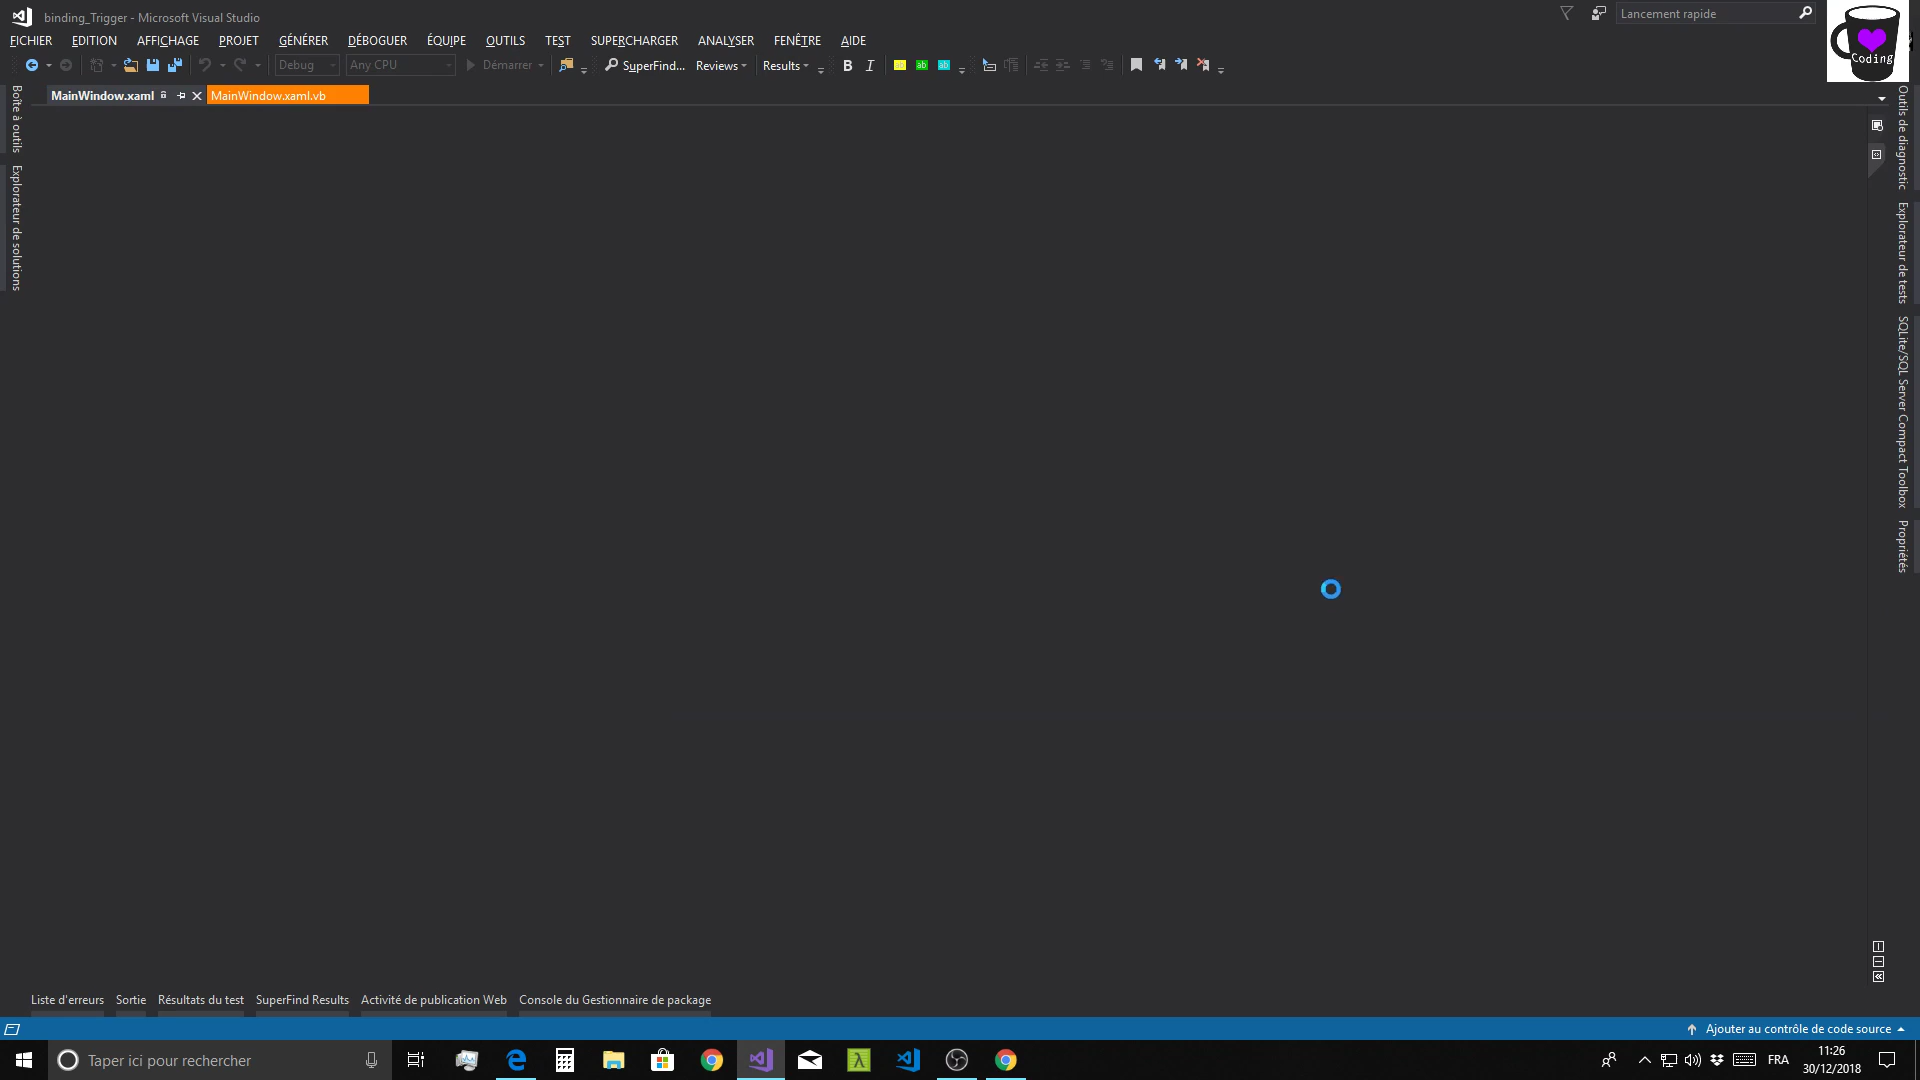 binding_Trigger - Microsoft Visual Studio
Lancement rapide
FICHIER EDITION AFFICHAGE PROJET GÉNÉRER DÉBOGUER ÉQUIPE OUTILS TEST SUPERCHARGER ANALYSER FENÊTRE AIDE
Debug Any CPU Démarrer SuperFind... Reviews Results B I ab ab ab
Coding
MainWindow.xaml MainWindow.xaml.vb
Boîte à outils
Explorateur de solutions
Outils de diagnostic
Explorateur de tests
SQLite/SQL Server Compact Toolbox
Propriétés
Liste d'erreurs Sortie Résultats du test SuperFind Results Activité de publication Web Console du Gestionnaire de package
Ajouter au contrôle de code source
Taper ici pour rechercher
FRA
11:26
30/12/2018